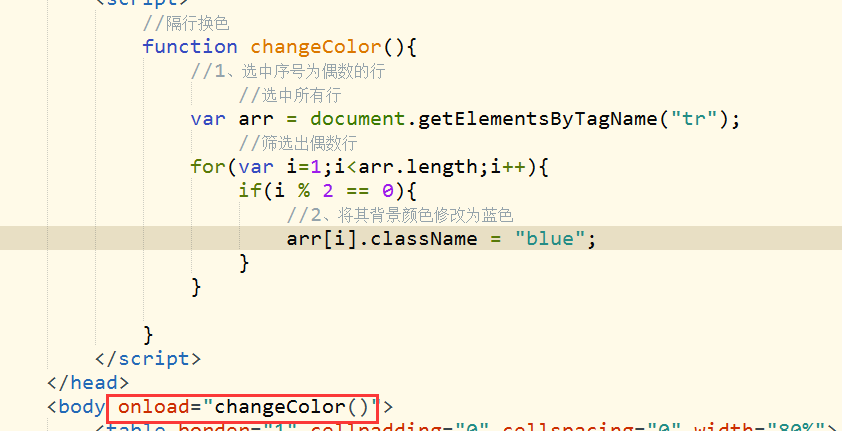 <script>
//隔行换色
function changeColor(){
//1、选中序号为偶数的行
//选中所有行
var arr = document.getElementsByTagName("tr");
//筛选出偶数行
for(var i=1;i<arr.length;i++){
if(i % 2 == 0){
//2、将其背景颜色修改为蓝色
arr[i].className = "blue";
}
}
}
</script>
</head>
<body onload="changeColor()">
<table border="1" cellpadding="0" cellspacing="0" width="80%">